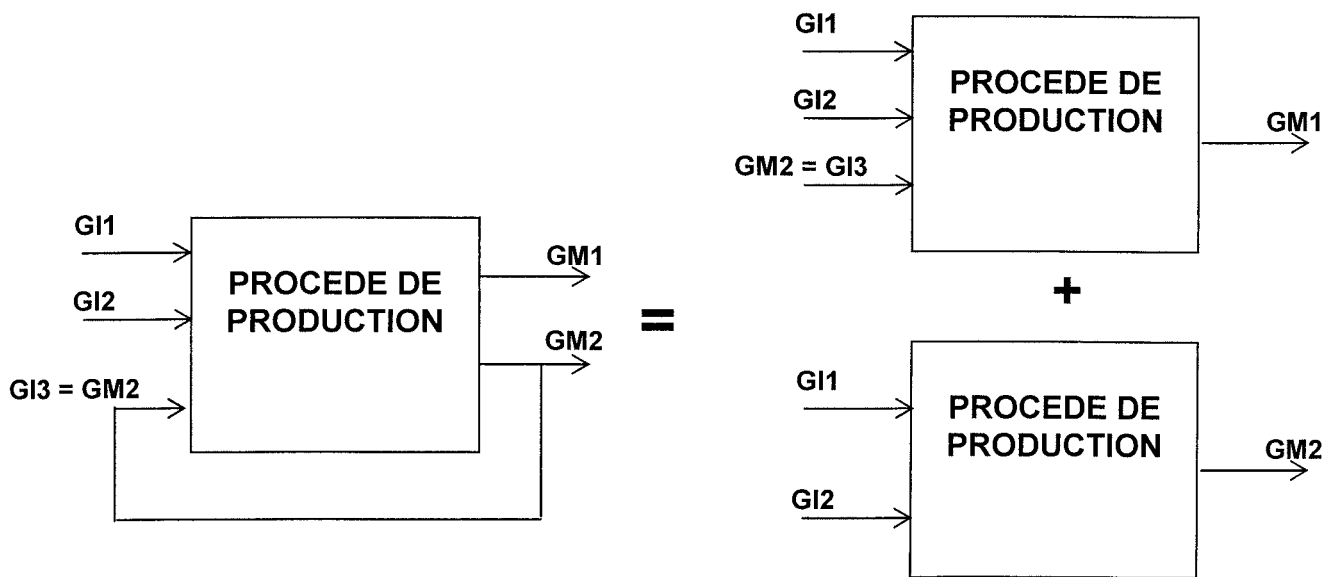 GI1
GI2
GI3 = GM2
PROCEDE DE
PRODUCTION
GM1
GM2
=
GI1
GI2
GM2 = GI3
PROCEDE DE
PRODUCTION
GM1
+
GI1
GI2
PROCEDE DE
PRODUCTION
GM2